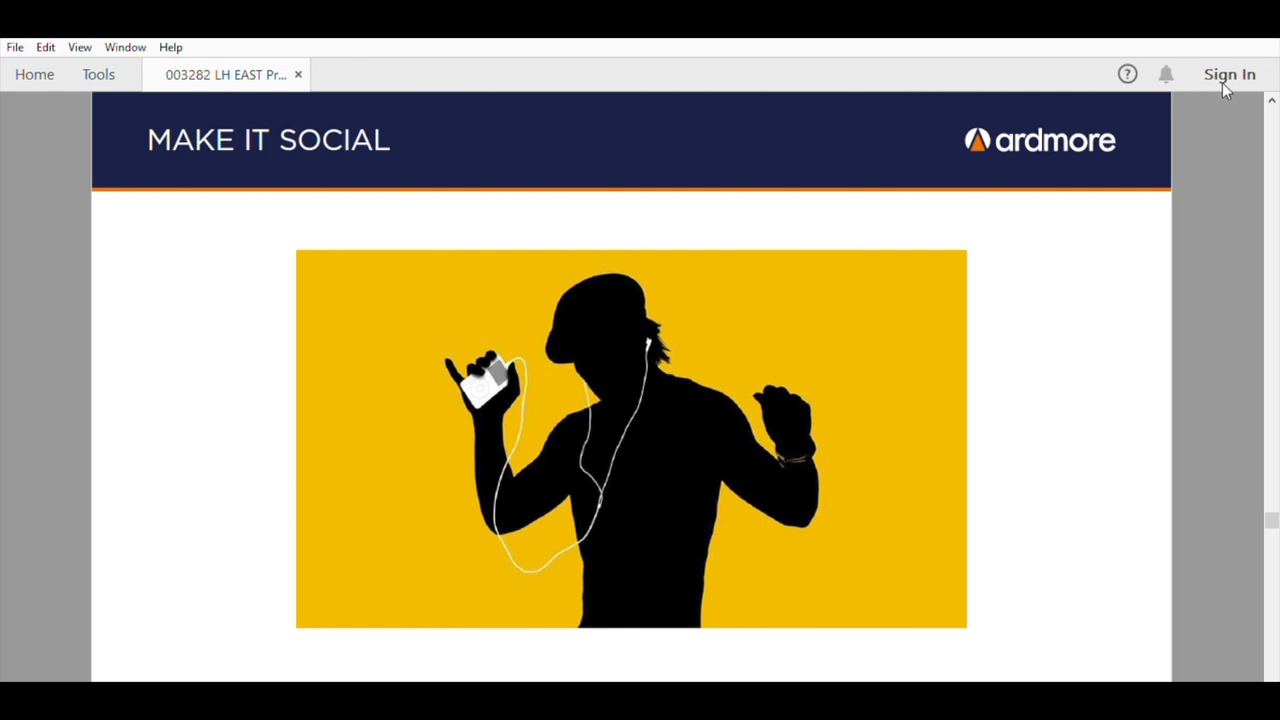 File Edit View Window Help
Home Tools 003282 LH EAST Pr... × ? Sign In
MAKE IT SOCIAL ardmore